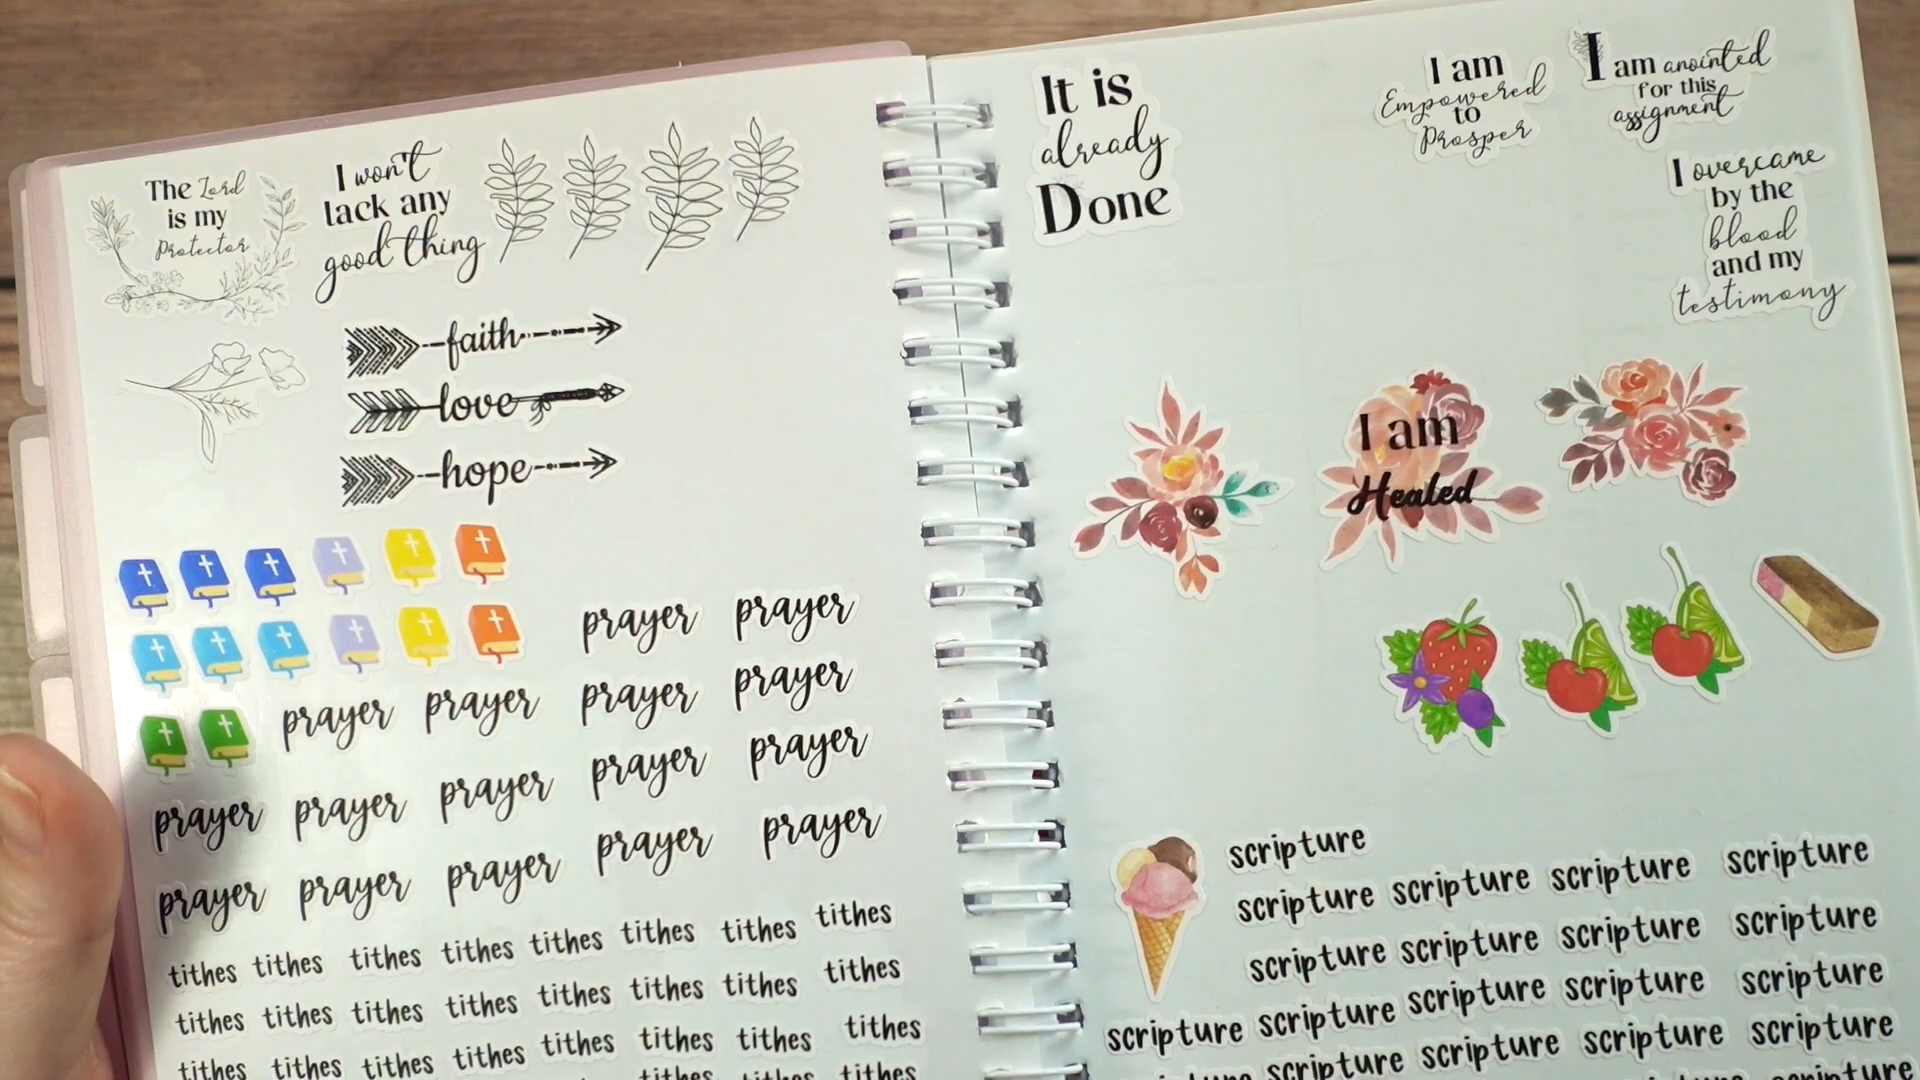 The Lord
is my
Protector
I won't
lack any
good thing
faith
love
hope
prayer prayer
prayer prayer prayer prayer
prayer prayer prayer prayer prayer
prayer prayer prayer prayer prayer
tithes tithes tithes tithes tithes tithes tithes
tithes tithes tithes tithes tithes tithes tithes tithes
tithes tithes tithes tithes tithes tithes tithes tithes
tithes tithes tithes
It is
already
Done
I am
Empowered
to
Prosper
I am anointed
for this
assignment
I overcame
by the
blood
and my
testimony
I am
Healed
scripture
scripture scripture scripture scripture
scripture scripture scripture scripture
scripture scripture scripture scripture scripture
scripture scripture scripture scripture
scripture